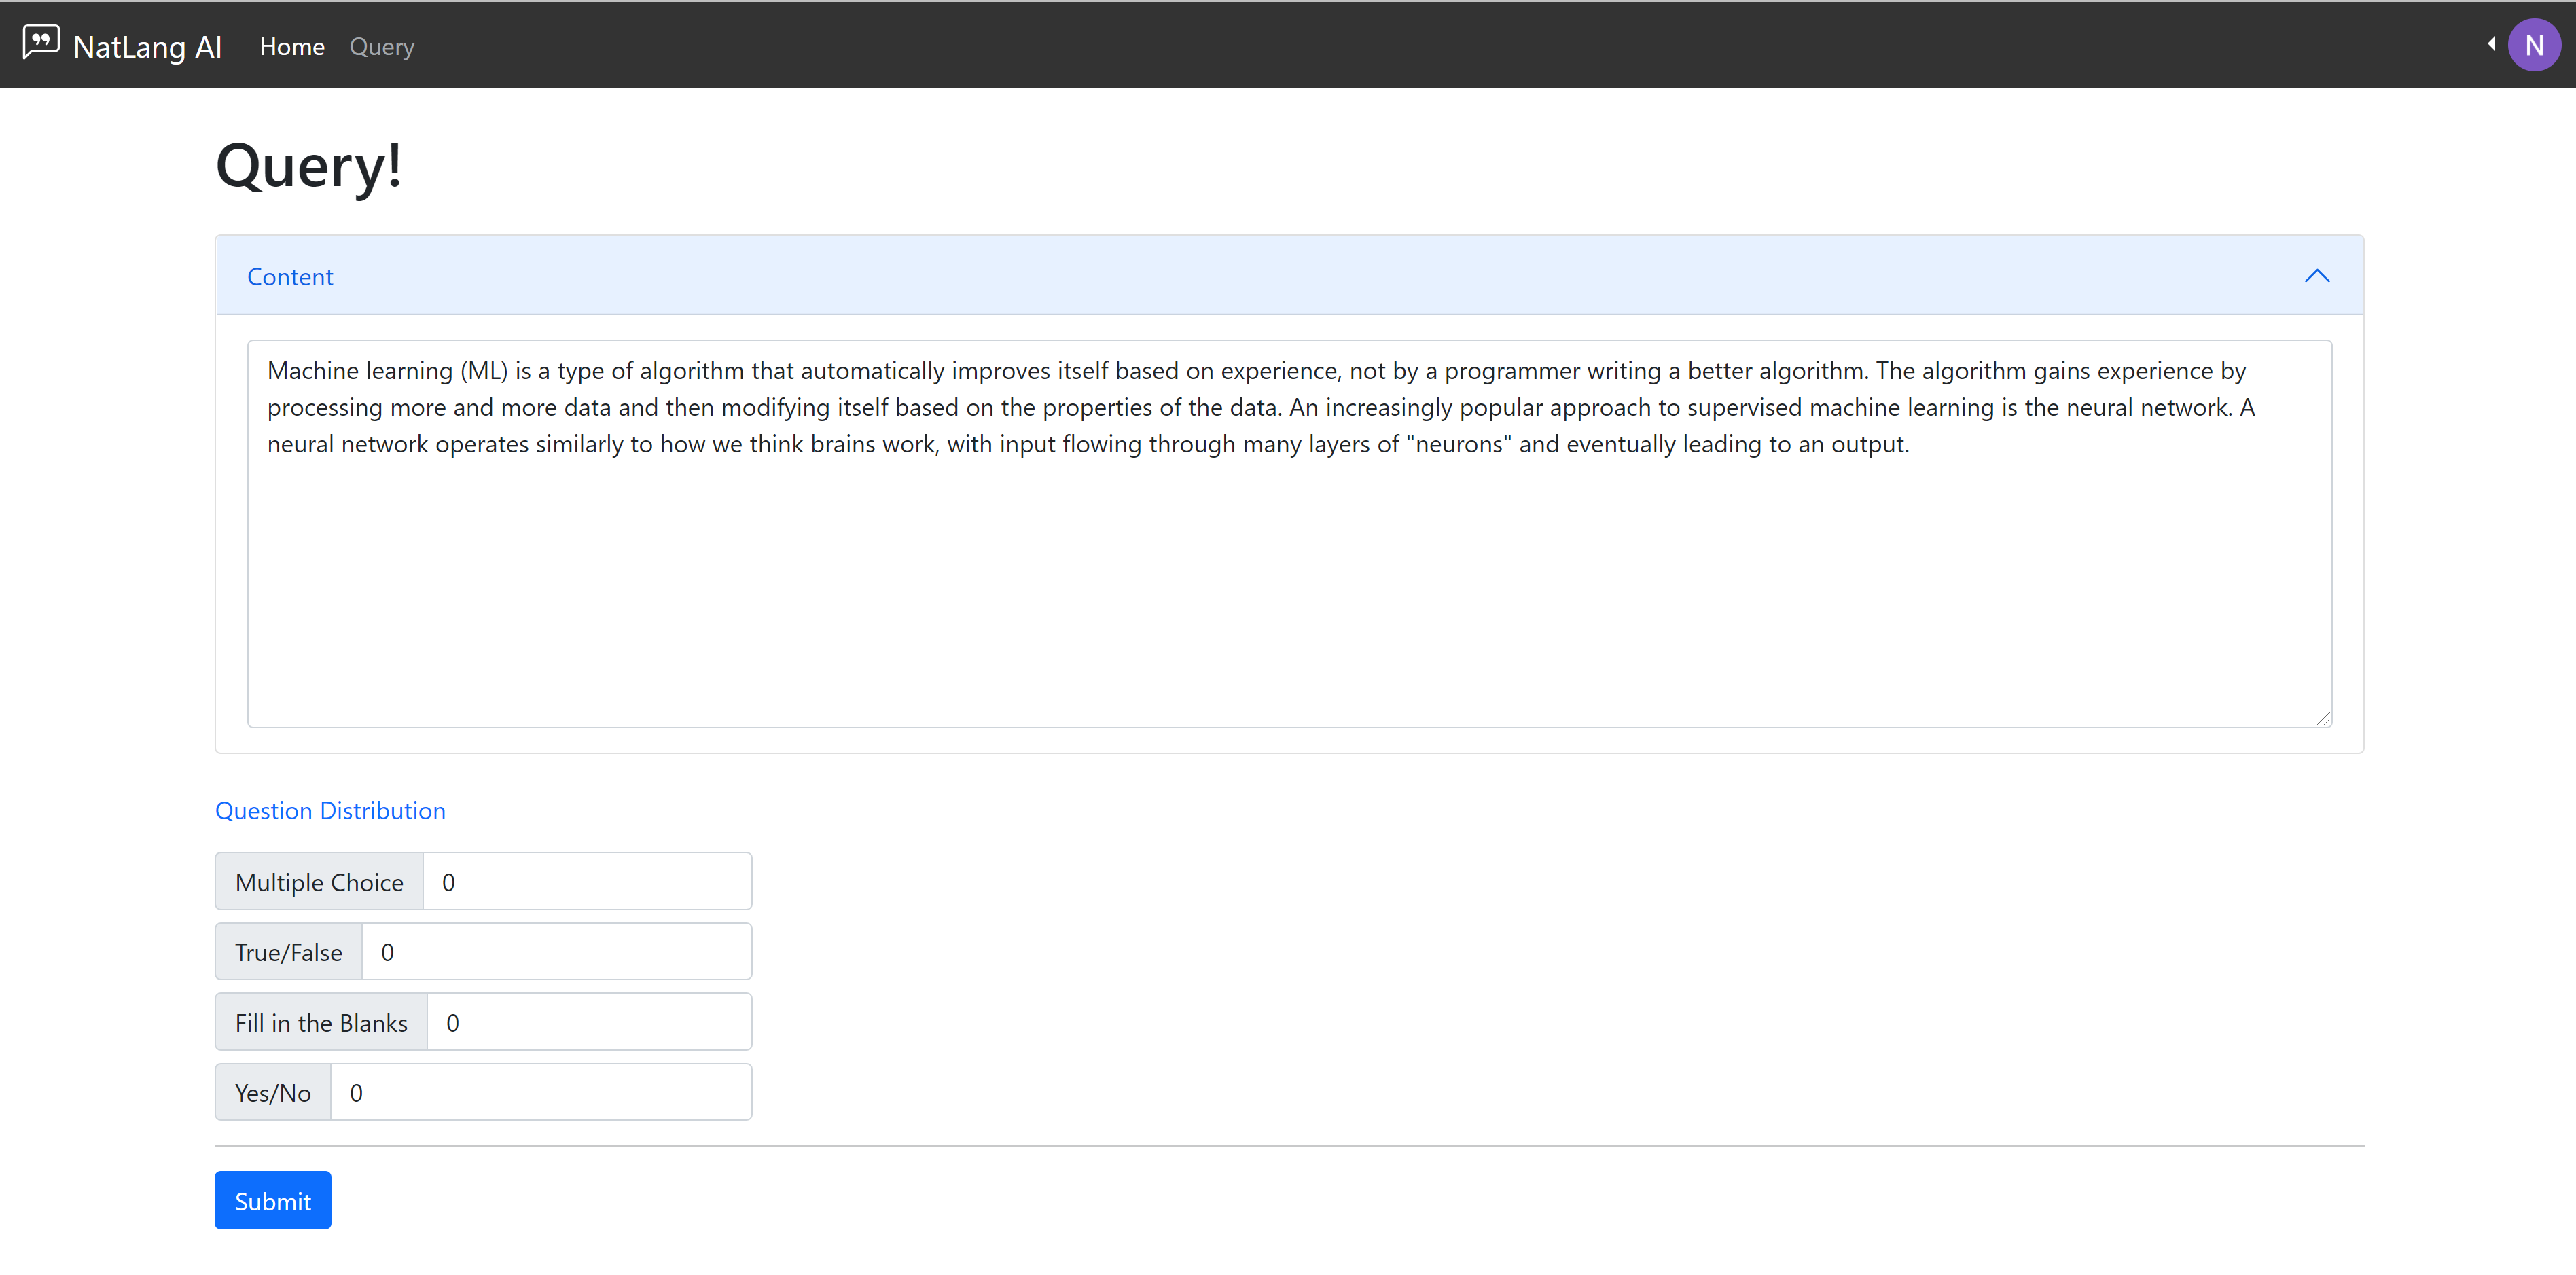 NatLang AI Home Query N
Query!
Content
Machine learning (ML) is a type of algorithm that automatically improves itself based on experience, not by a programmer writing a better algorithm. The algorithm gains experience by
processing more and more data and then modifying itself based on the properties of the data. An increasingly popular approach to supervised machine learning is the neural network. A
neural network operates similarly to how we think brains work, with input flowing through many layers of "neurons" and eventually leading to an output.
Question Distribution
Multiple Choice 0
True/False 0
Fill in the Blanks 0
Yes/No 0
Submit